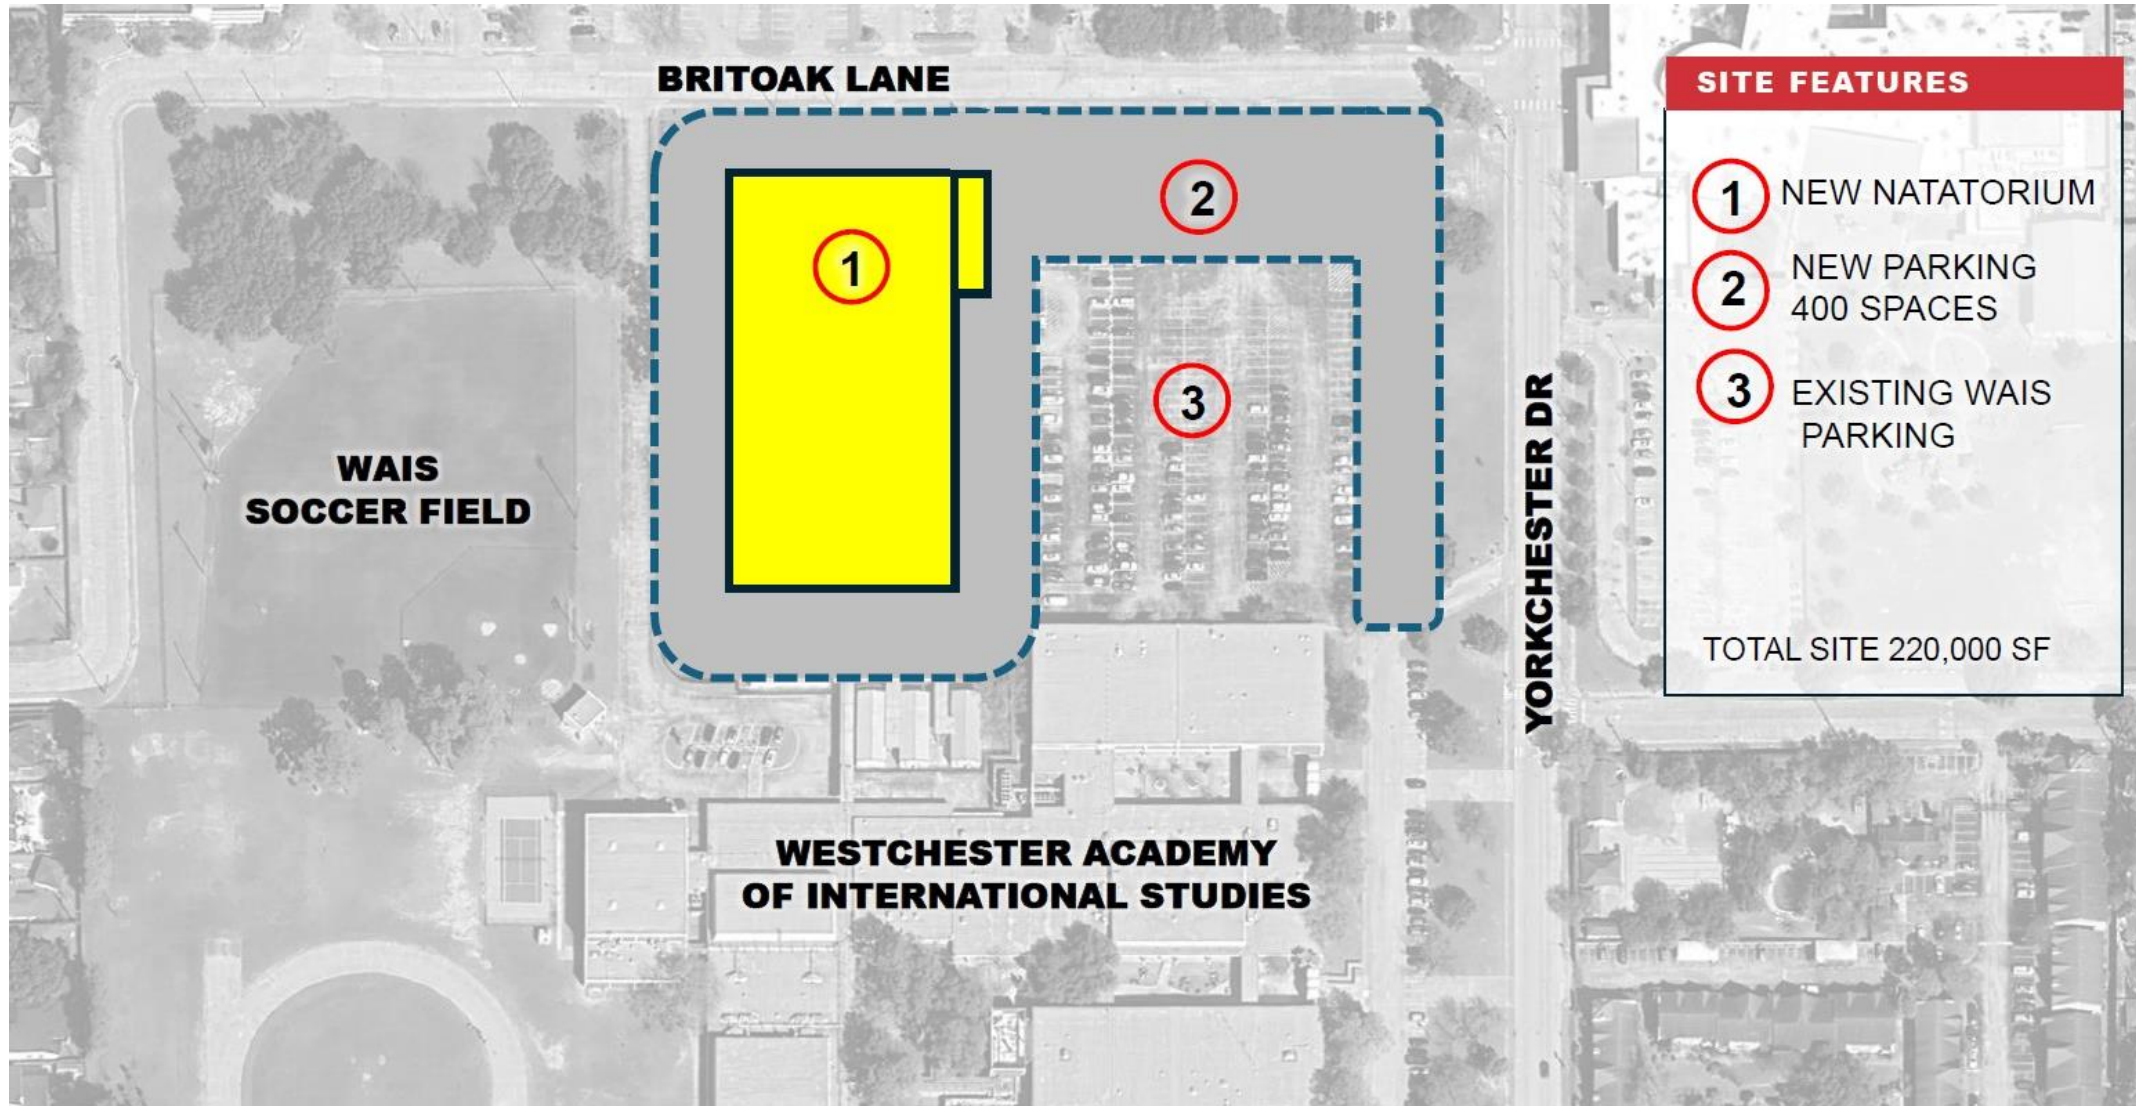 BRITOAK LANE
SITE FEATURES
1 NEW NATATORIUM
2 NEW PARKING
400 SPACES
3 EXISTING WAIS
PARKING
TOTAL SITE 220,000 SF
1
2
3
WAIS
SOCCER FIELD
YORKCHESTER DR
WESTCHESTER ACADEMY
OF INTERNATIONAL STUDIES